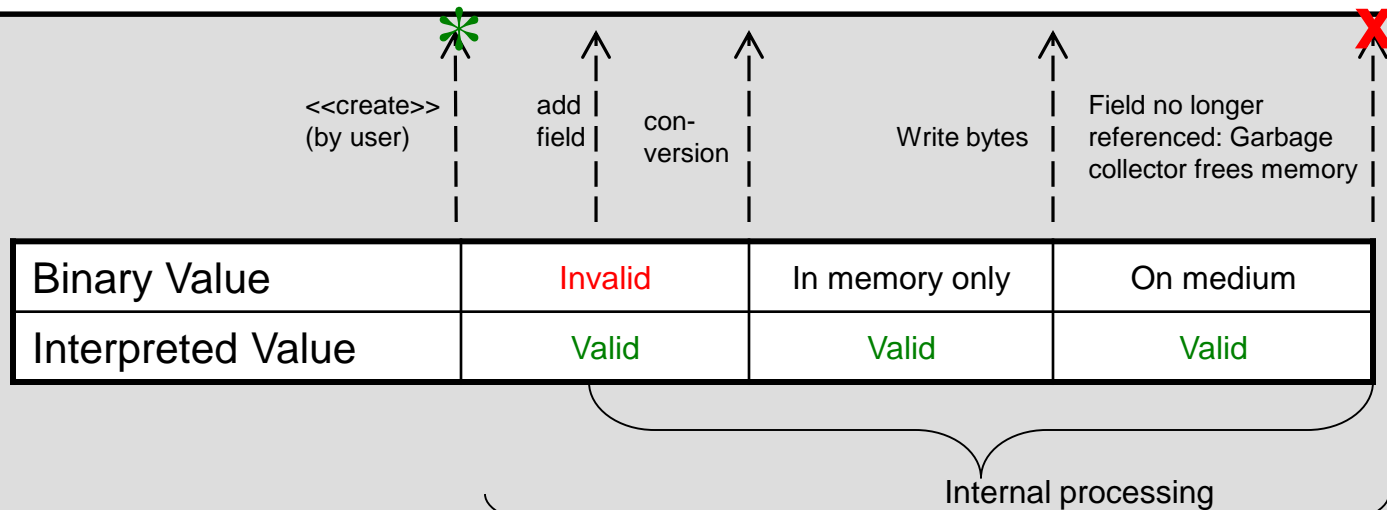 <<create>>
(by user)
add
field
con-
version
Write bytes
Field no longer
referenced: Garbage
collector frees memory
Binary Value
Invalid
In memory only
On medium
Interpreted Value
Valid
Valid
Valid
Internal processing